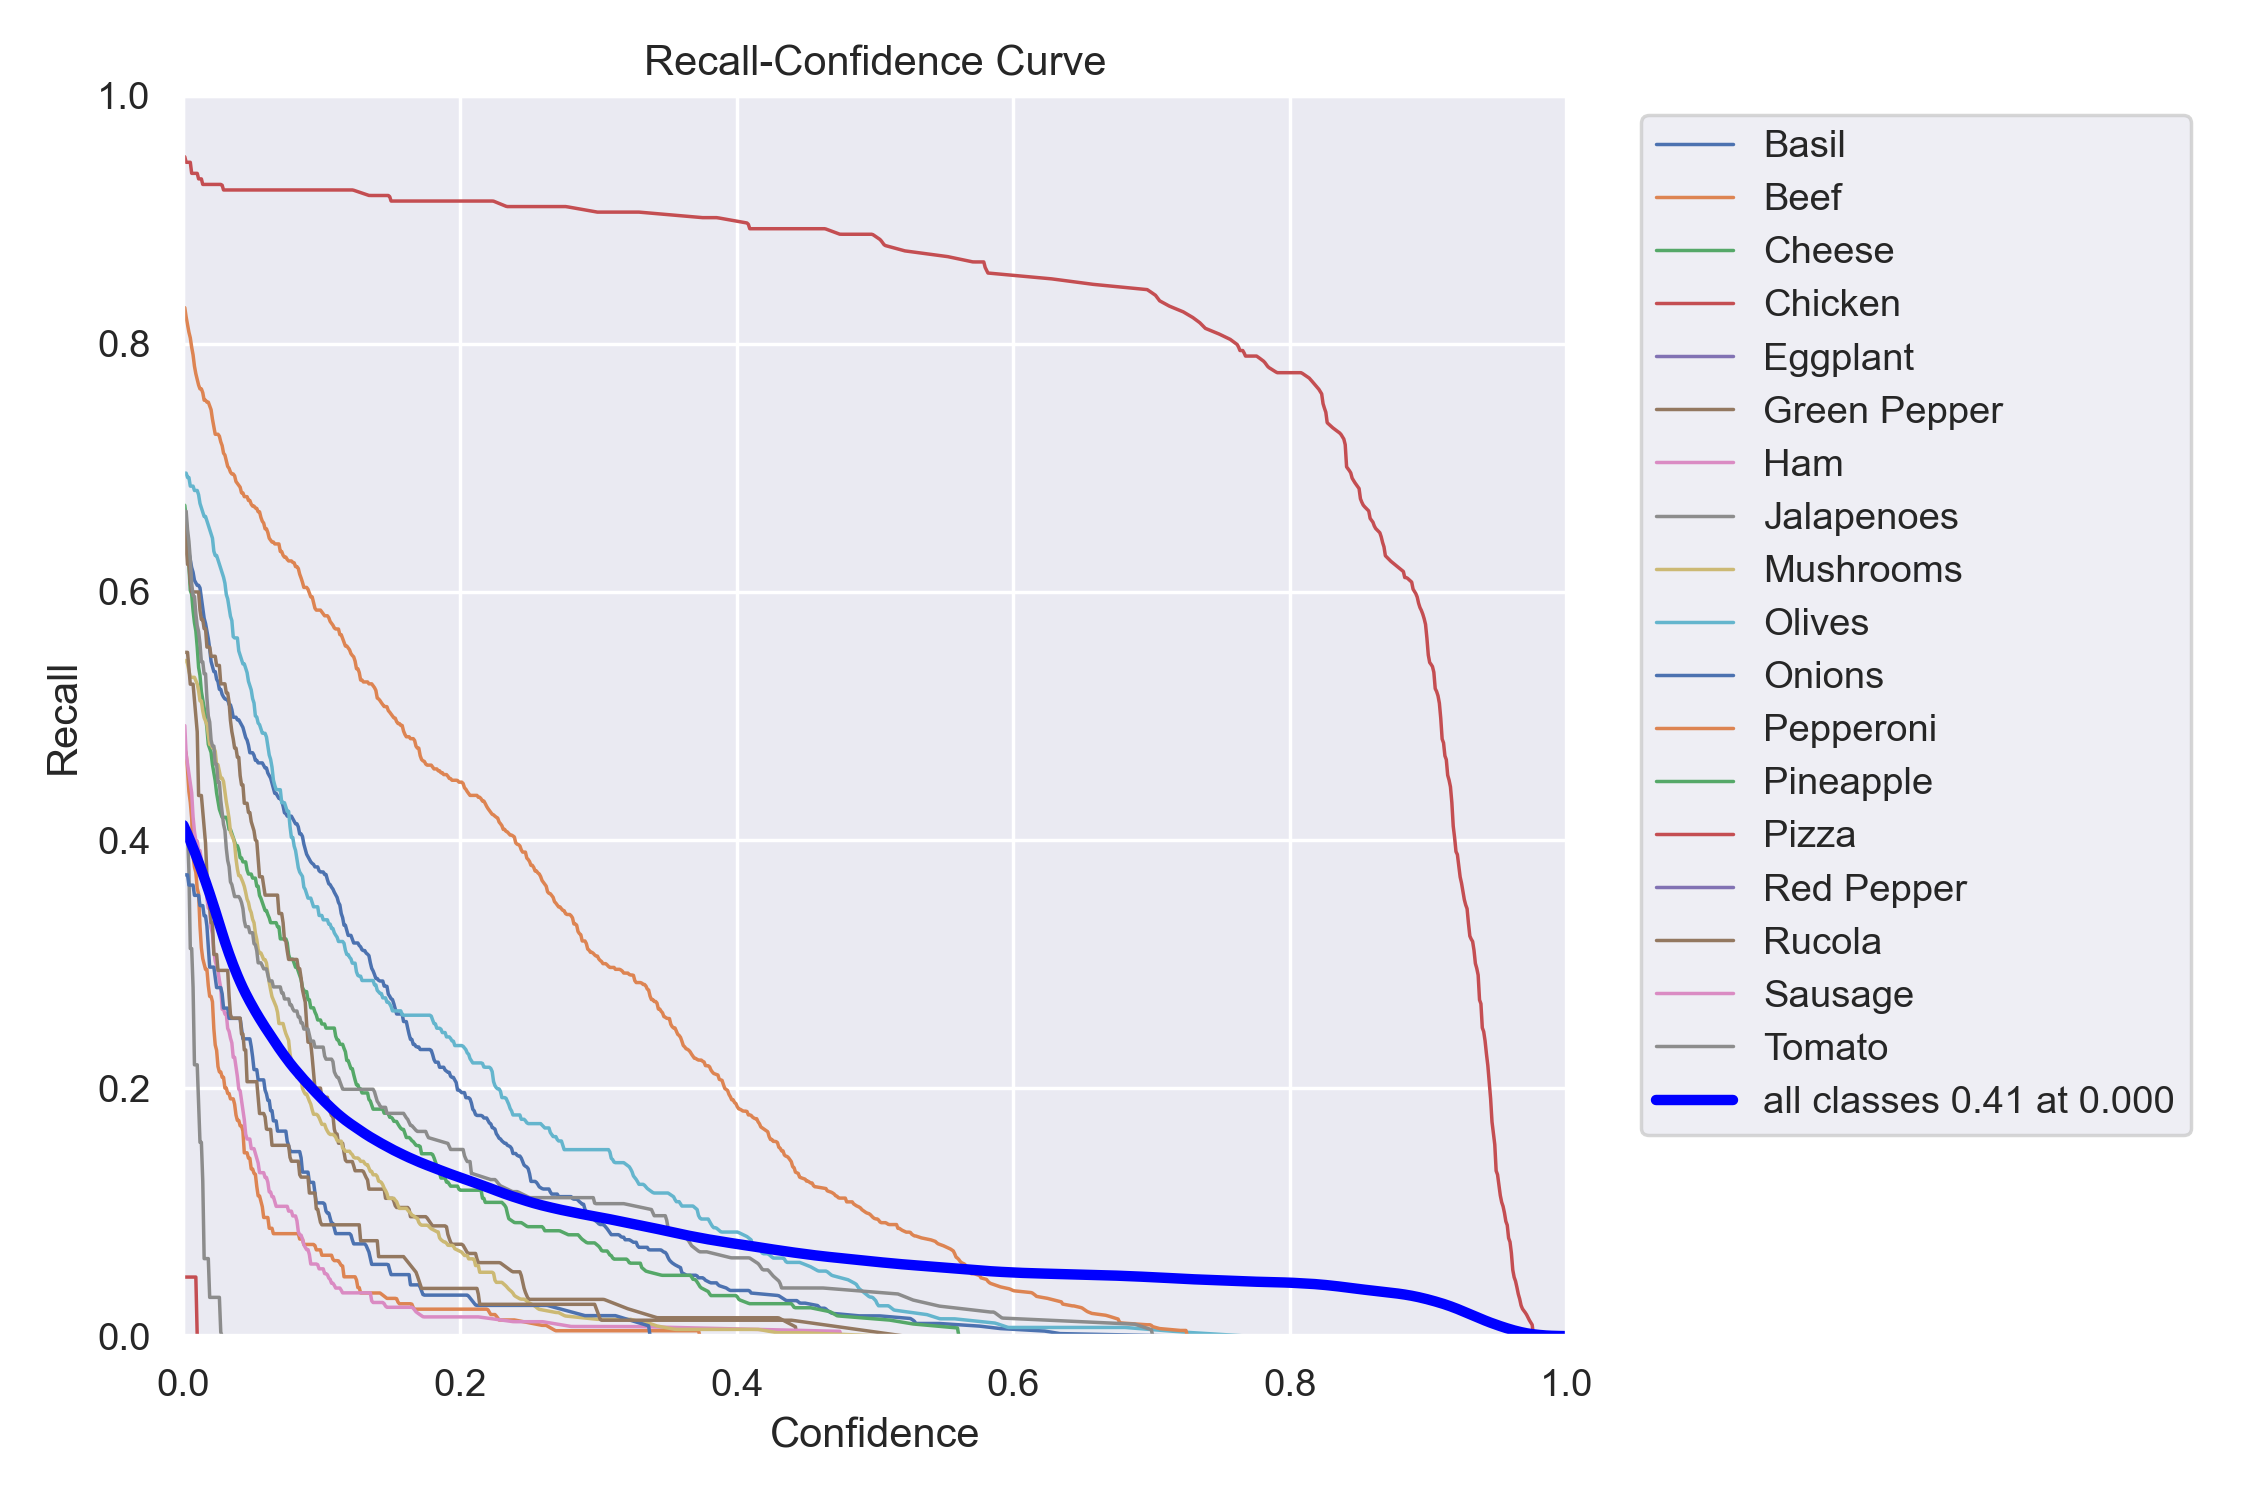 Recall-Confidence Curve
1.0
0.8
0.6
0.4
0.2
0.0
Recall
0.0 0.2 0.4 0.6 0.8 1.0
Confidence
Basil
Beef
Cheese
Chicken
Eggplant
Green Pepper
Ham
Jalapenoes
Mushrooms
Olives
Onions
Pepperoni
Pineapple
Pizza
Red Pepper
Rucola
Sausage
Tomato
all classes 0.41 at 0.000